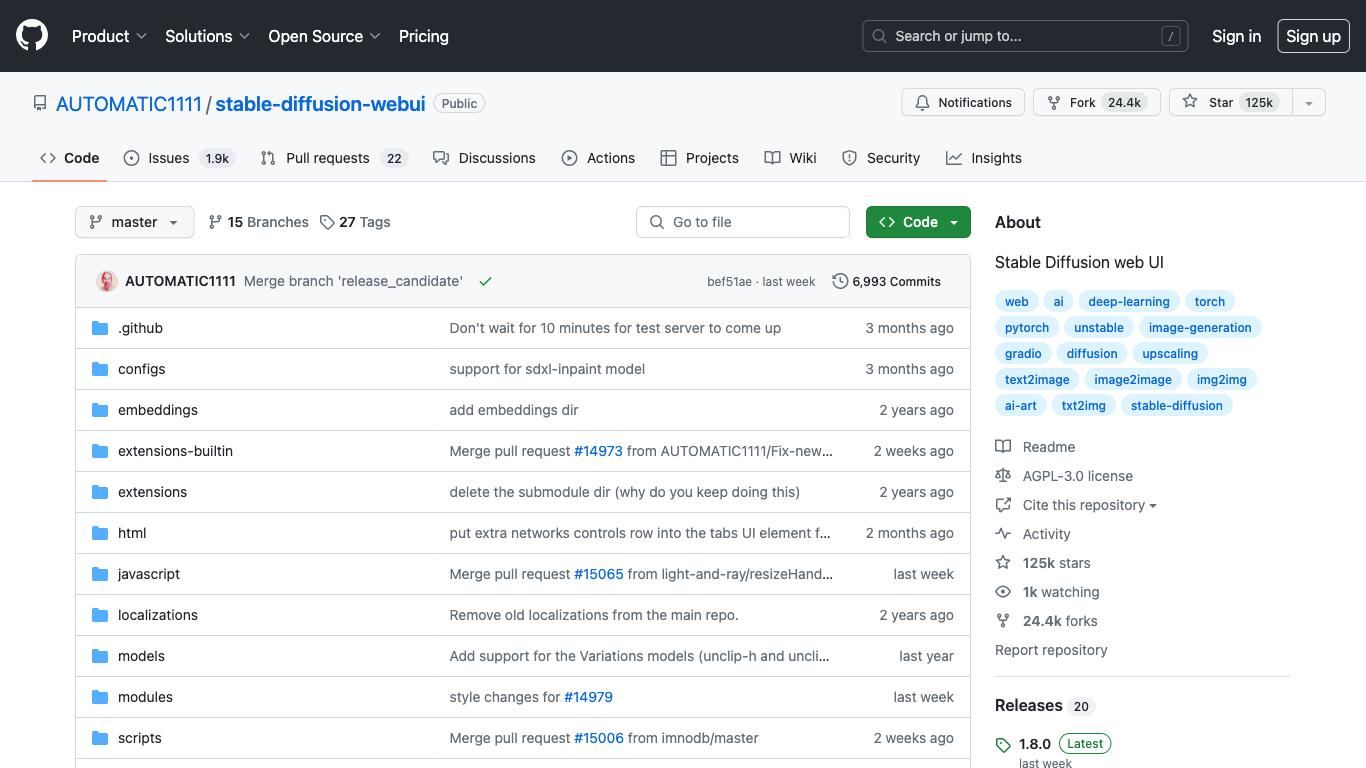 Product Solutions Open Source Pricing Search or jump to... / Sign in Sign up
AUTOMATIC1111 / stable-diffusion-webui Public Notifications Fork 24.4k Star 125k
Code Issues 1.9k Pull requests 22 Discussions Actions Projects Wiki Security Insights
master 15 Branches 27 Tags Go to file Code
AUTOMATIC1111 Merge branch 'release_candidate' bef51ae · last week 6,993 Commits
.github Don't wait for 10 minutes for test server to come up 3 months ago
configs support for sdxl-inpaint model 3 months ago
embeddings add embeddings dir 2 years ago
extensions-builtin Merge pull request #14973 from AUTOMATIC1111/Fix-new… 2 weeks ago
extensions delete the submodule dir (why do you keep doing this) 2 years ago
html put extra networks controls row into the tabs UI element f… 2 months ago
javascript Merge pull request #15065 from light-and-ray/resizeHand… last week
localizations Remove old localizations from the main repo. 2 years ago
models Add support for the Variations models (unclip-h and uncli… last year
modules style changes for #14979 last week
scripts Merge pull request #15006 from imnodb/master 2 weeks ago
About
Stable Diffusion web UI
web ai deep-learning torch
pytorch unstable image-generation
gradio diffusion upscaling
text2image image2image img2img
ai-art txt2img stable-diffusion
Readme
AGPL-3.0 license
Cite this repository
Activity
125k stars
1k watching
24.4k forks
Report repository
Releases 20
1.8.0 Latest
last week